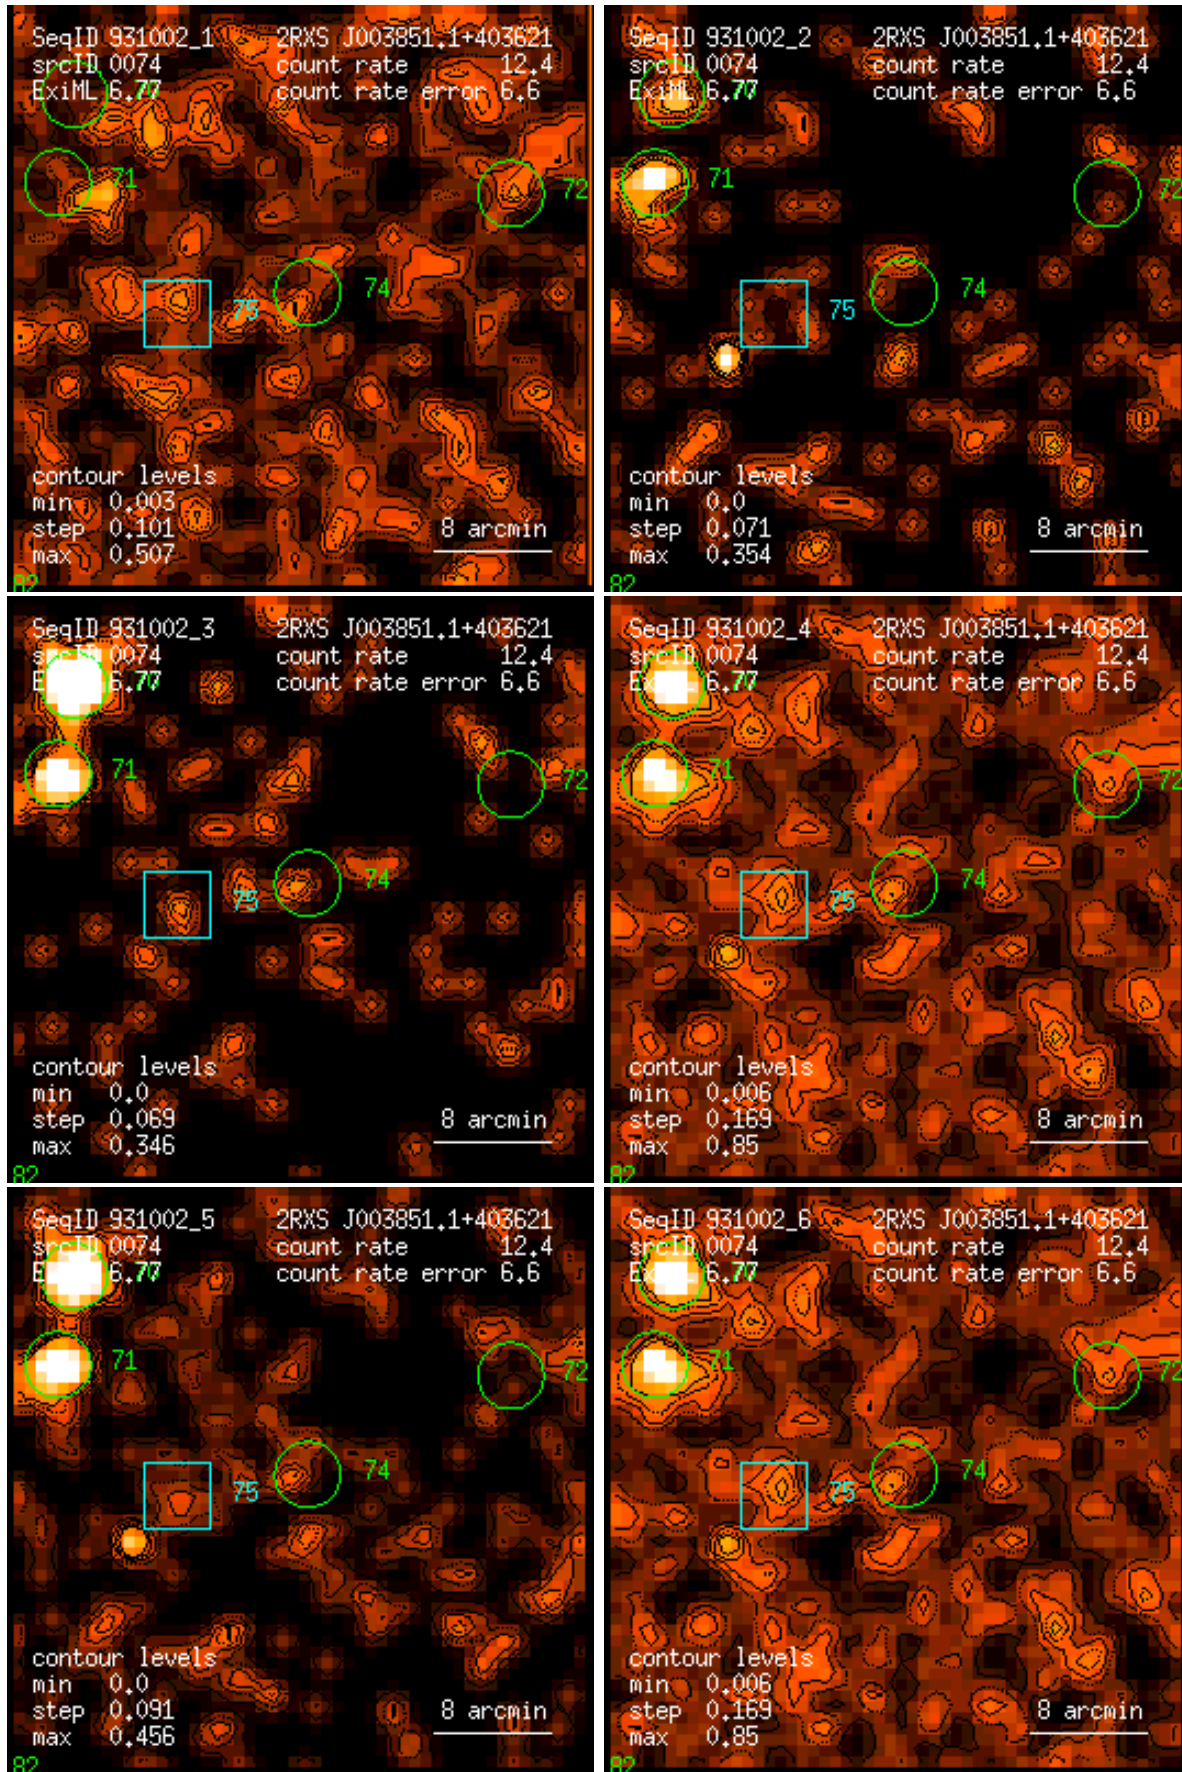 SeqID 931002_1 2RXS J003851.1+403621
srcID 0074 count rate 12.4
ExiML 6.77 count rate error 6.6
71
72
74
75
contour levels
min 0.003
step 0.101
max 0.507
8 arcmin
82
SeqID 931002_2 2RXS J003851.1+403621
srcID 0074 count rate 12.4
ExiML 6.77 count rate error 6.6
71
72
74
75
contour levels
min 0.0
step 0.071
max 0.354
8 arcmin
82
SeqID 931002_3 2RXS J003851.1+403621
srcID 0074 count rate 12.4
6.77 count rate error 6.6
71
72
74
75
contour levels
min 0.0
step 0.069
max 0.346
8 arcmin
82
SeqID 931002_4 2RXS J003851.1+403621
srcID 0074 count rate 12.4
6.77 count rate error 6.6
71
72
74
75
contour levels
min 0.006
step 0.169
max 0.85
8 arcmin
82
SeqID 931002_5 2RXS J003851.1+403621
srcID 0074 count rate 12.4
6.77 count rate error 6.6
71
72
74
75
contour levels
min 0.0
step 0.091
max 0.456
8 arcmin
82
SeqID 931002_6 2RXS J003851.1+403621
srcID 0074 count rate 12.4
6.77 count rate error 6.6
71
72
74
75
contour levels
min 0.006
step 0.169
max 0.85
8 arcmin
82